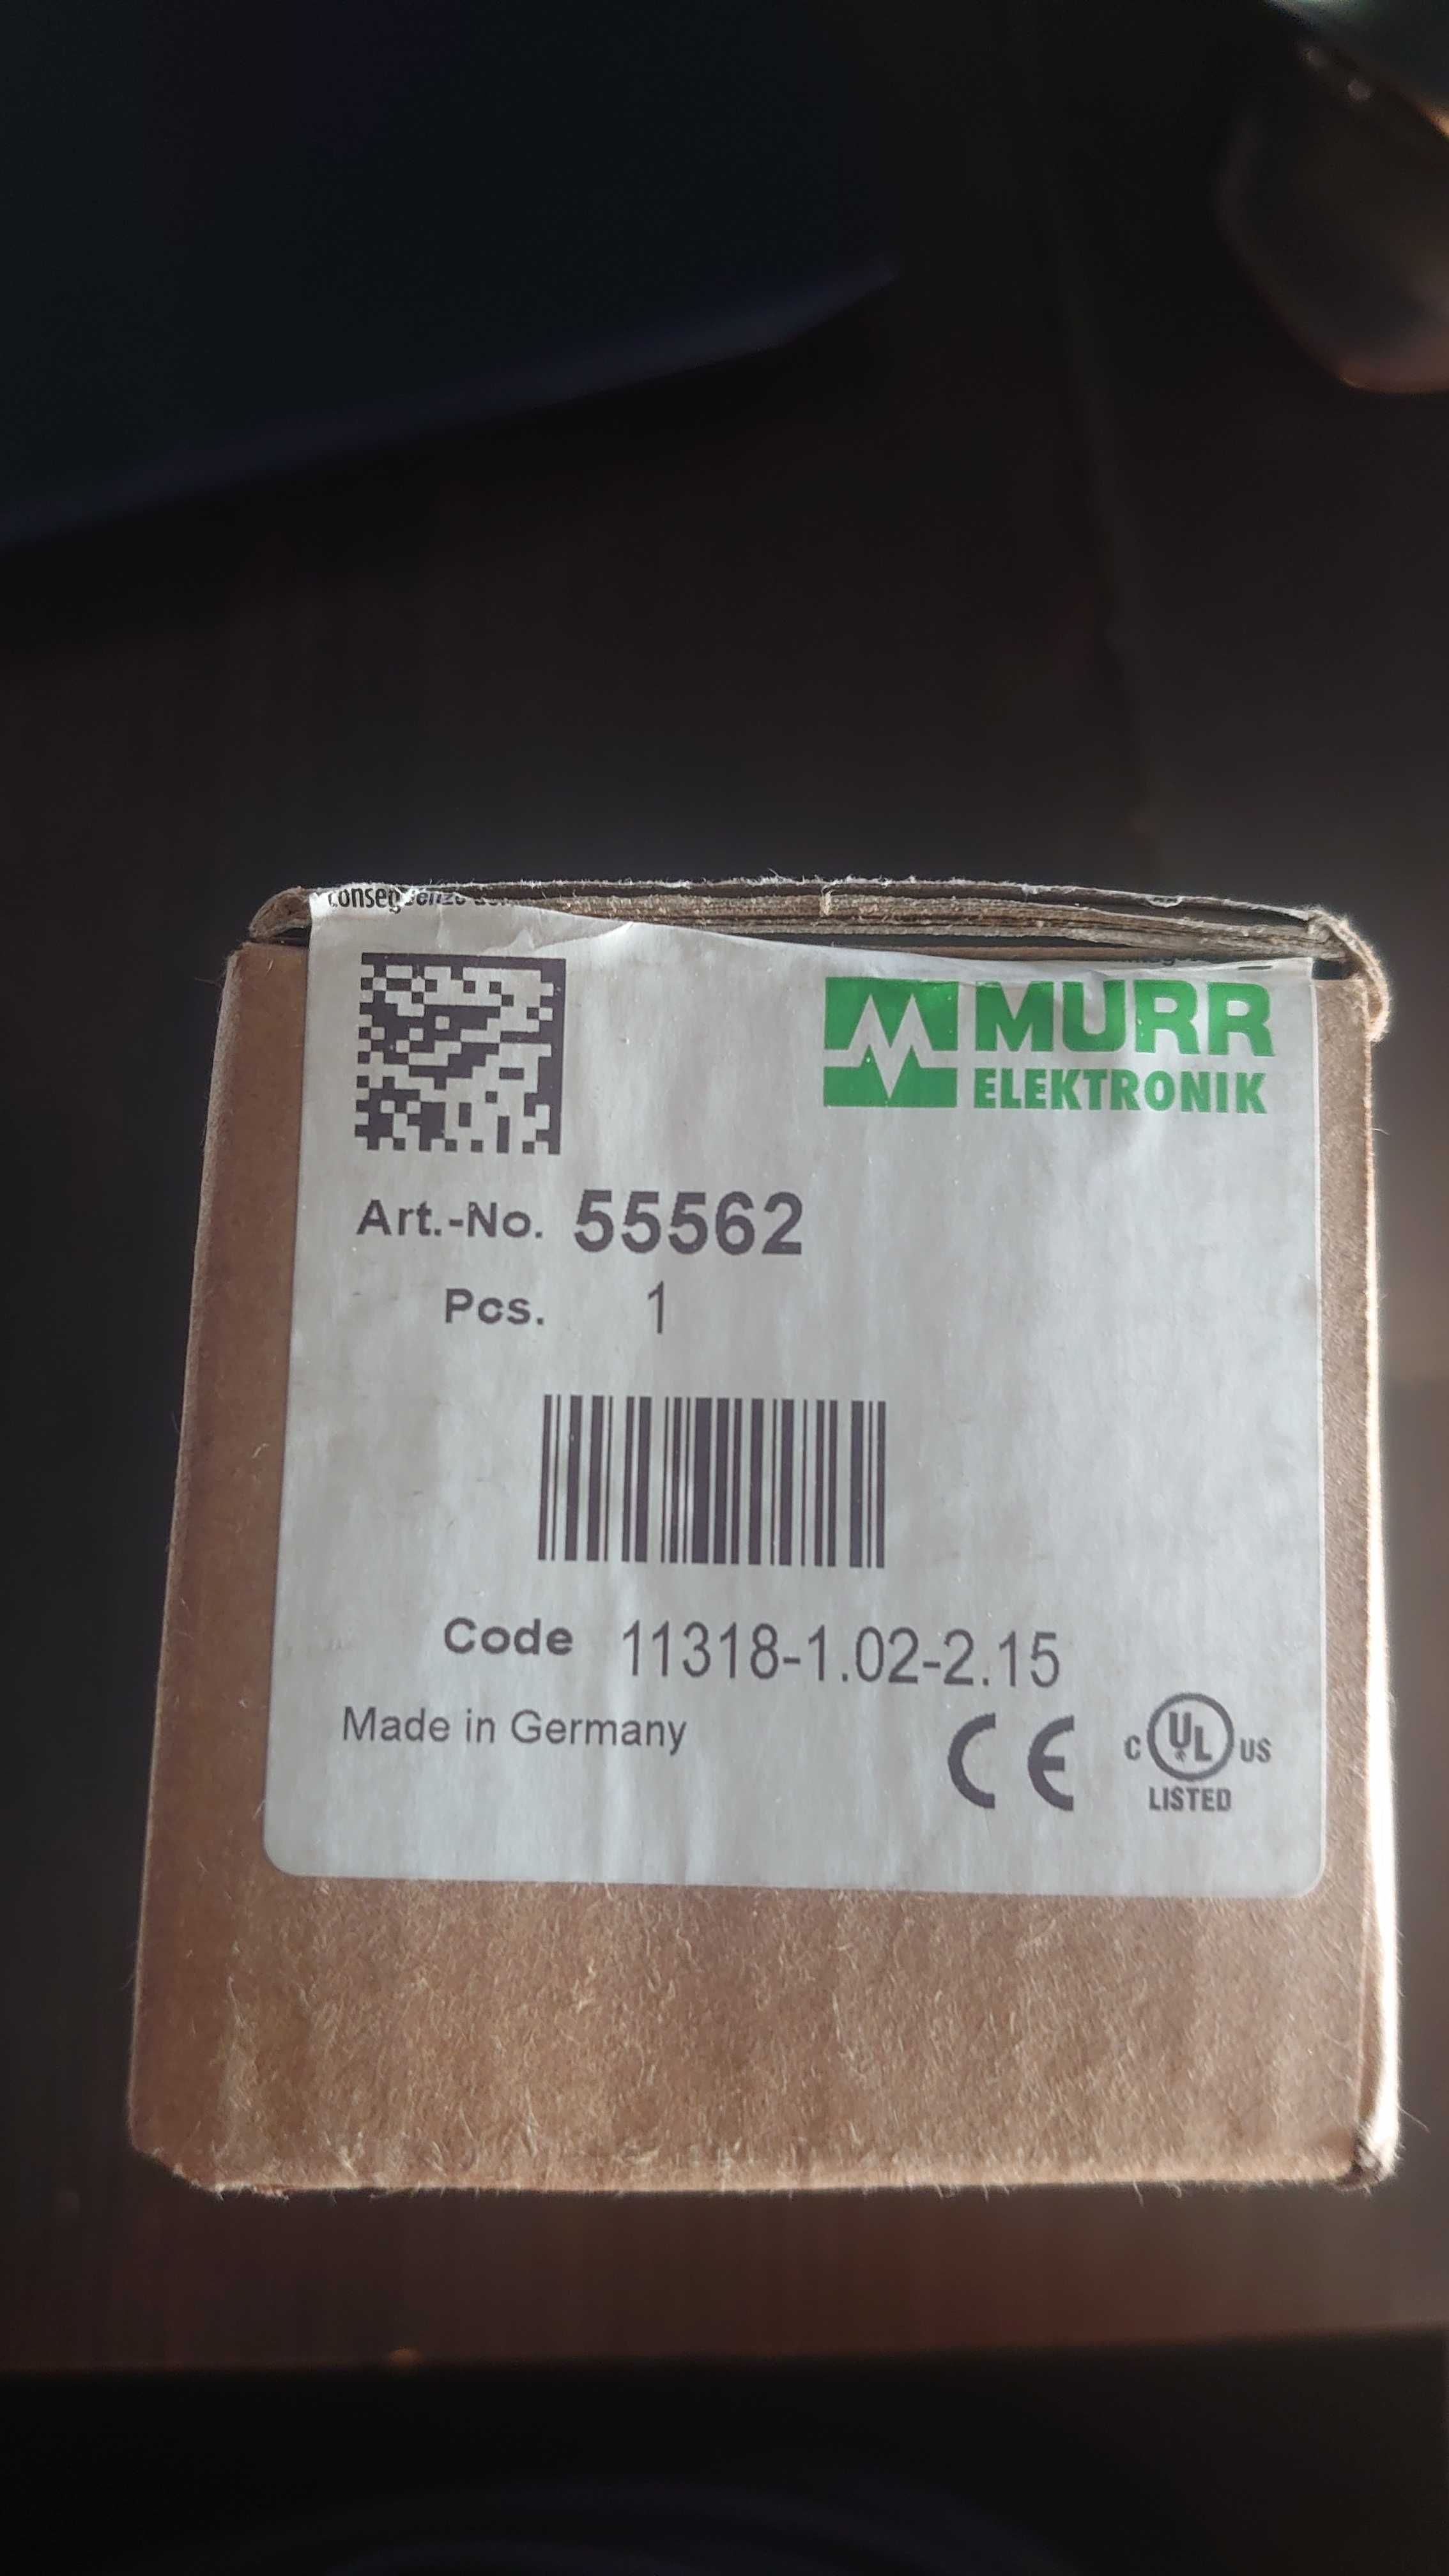 MURR
ELEKTRONIK
Art.-No. 55562
Pcs. 1
Code 11318-1.02-2.15
Made in Germany
CE
C UL US
LISTED